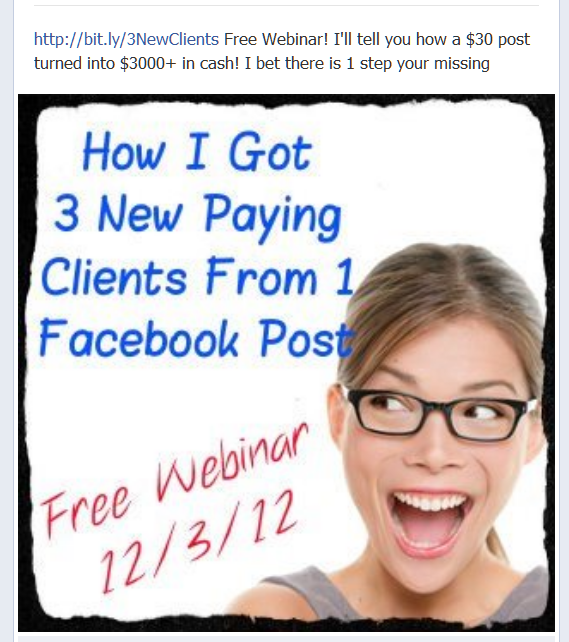 http://bit.ly/3NewClients Free Webinar! I'll tell you how a $30 post
turned into $3000+ in cash! I bet there is 1 step your missing
How I Got
3 New Paying
Clients From 1
Facebook Post
Free Webinar
12/3/12